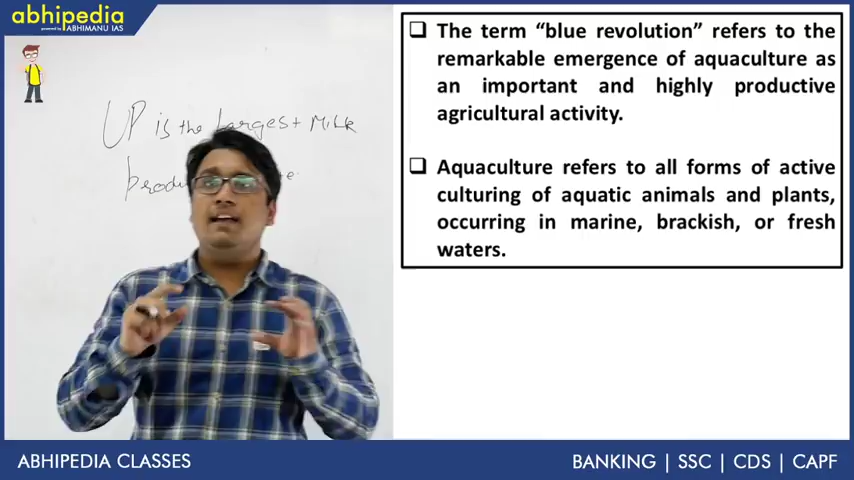 abhipedia
powered by ABHIMANU IAS
UP is the Largest Milk
The term “blue revolution” refers to the
remarkable emergence of aquaculture as
an important and highly productive
agricultural activity.
Aquaculture refers to all forms of active
culturing of aquatic animals and plants,
occurring in marine, brackish, or fresh
waters.
ABHIPEDIA CLASSES
BANKING | SSC | CDS | CAPF